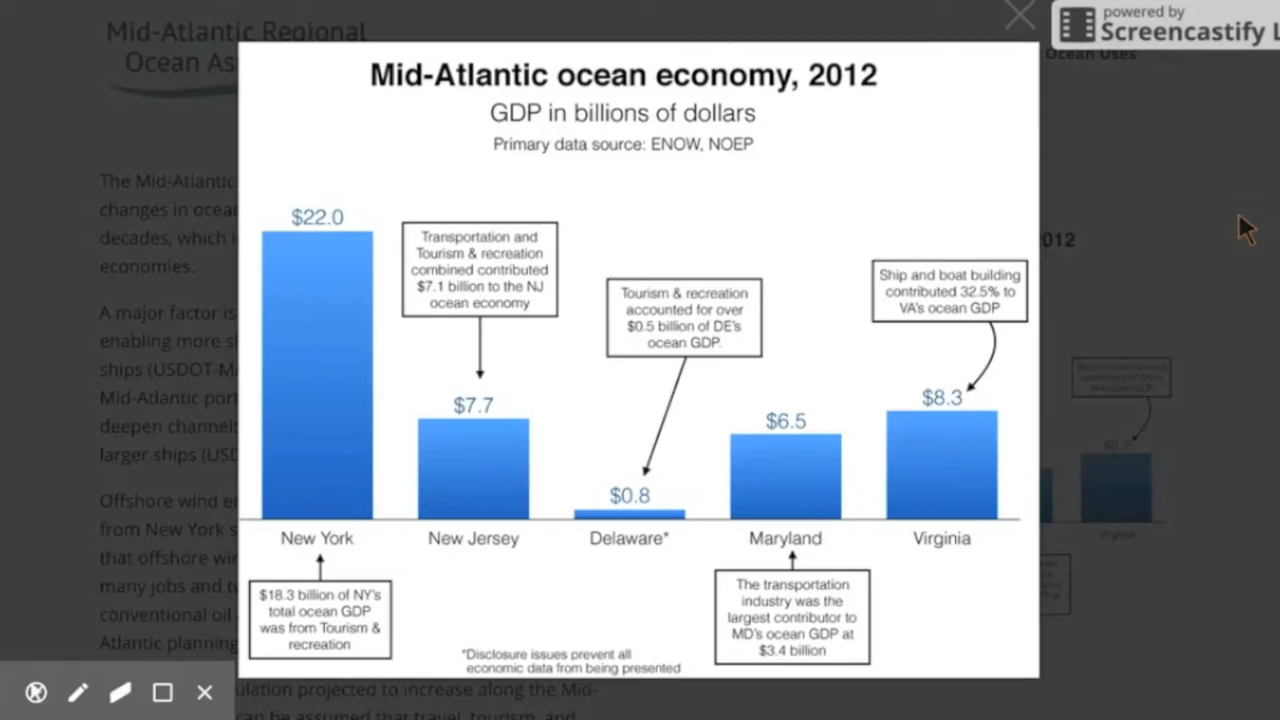 Mid-Atlantic Regional
Ocean As
powered by
Screencastify L
Ocean Uses
Mid-Atlantic ocean economy, 2012
GDP in billions of dollars
Primary data source: ENOW, NOEP
The Mid-Atlantic
changes in ocean
decades, which i
economies.
A major factor is
enabling more s
ships (USDOT-MA
Mid-Atlantic port
deepen channels
larger ships (USD
Offshore wind en
from New York s
that offshore win
many jobs and tw
conventional oil
Atlantic planning
ulation projected to increase along the Mid-
can be assumed that travel, tourism, and
2012
$22.0
$7.7
$0.8
$6.5
$8.3
Transportation and
Tourism & recreation
combined contributed
$7.1 billion to the NJ
ocean economy
Tourism & recreation
accounted for over
$0.5 billion of DE's
ocean GDP.
Ship and boat building
contributed 32.5% to
VA's ocean GDP
New York
New Jersey
Delaware*
Maryland
Virginia
$18.3 billion of NY's
total ocean GDP
was from Tourism &
recreation
The transportation
industry was the
largest contributor to
MD's ocean GDP at
$3.4 billion
*Disclosure issues prevent all
economic data from being presented
Virginia